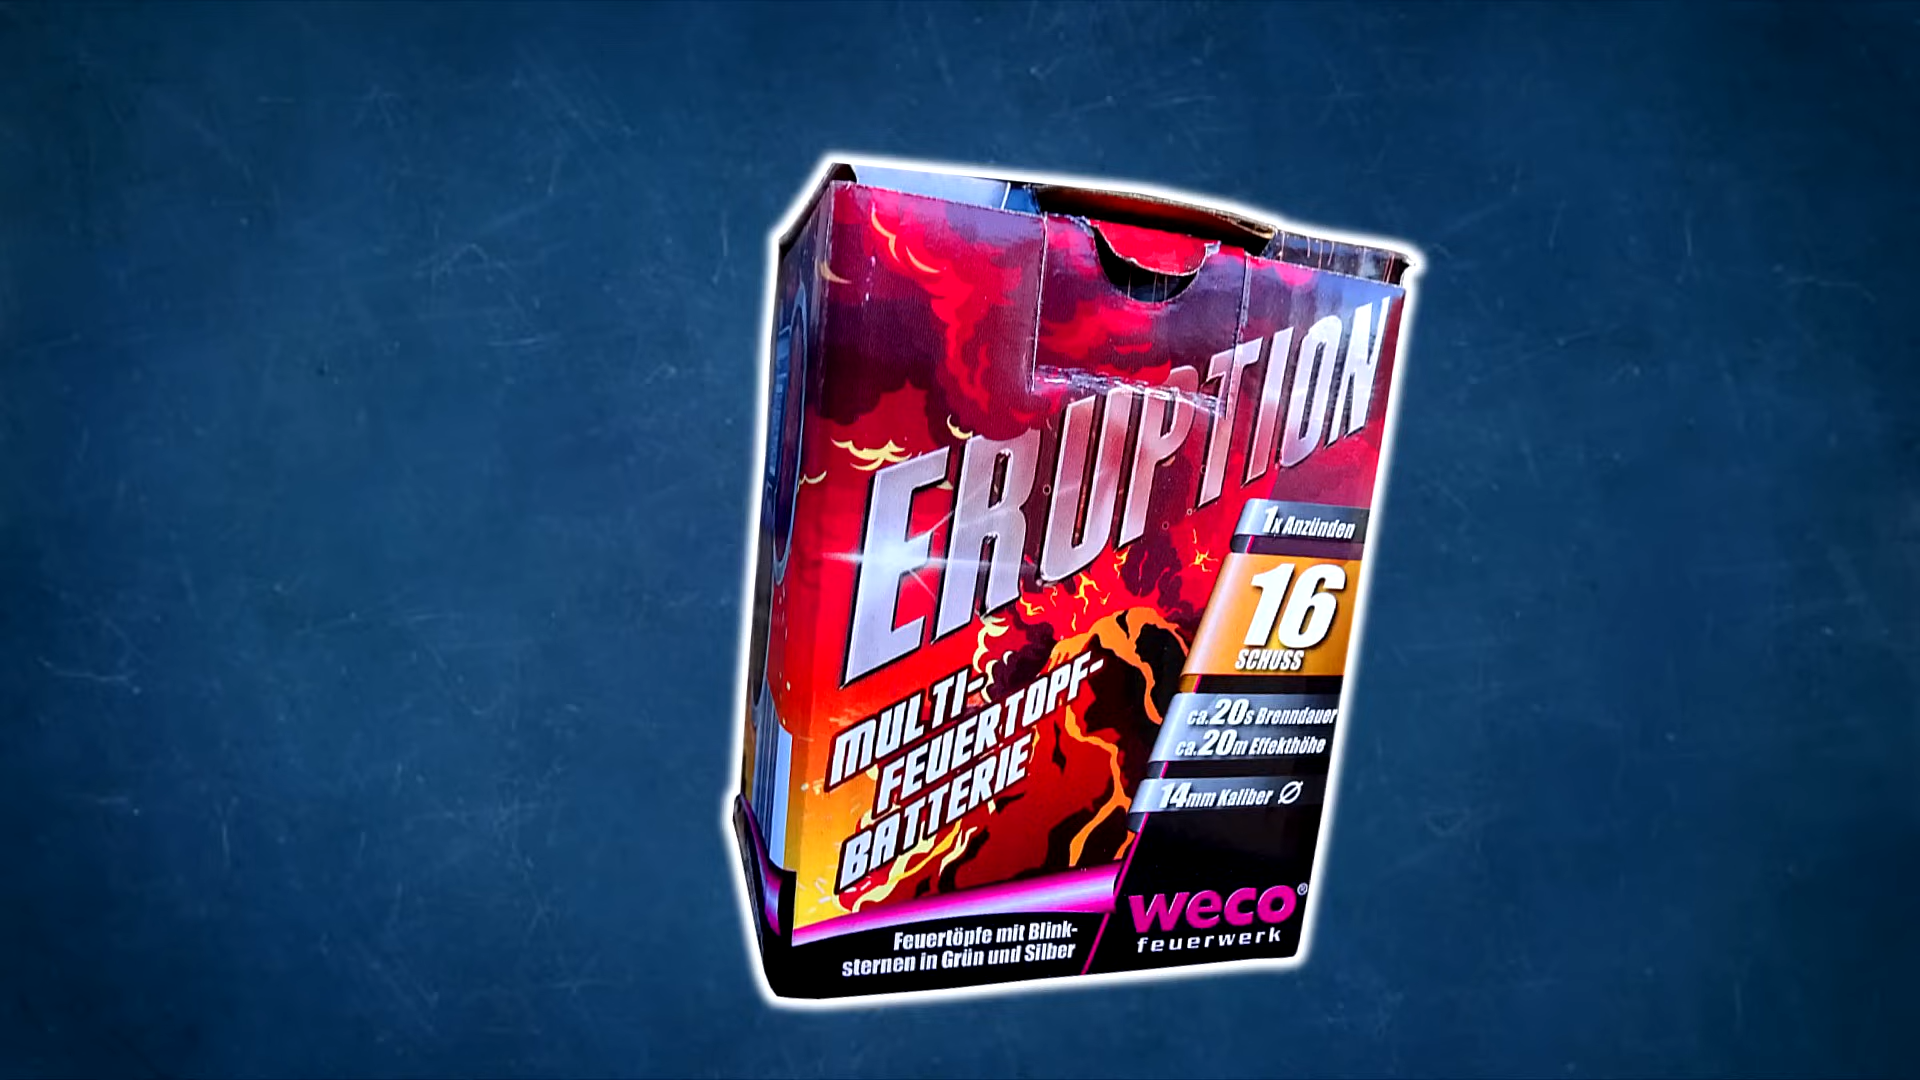 ERUPTION
1x Anzünden
16
SCHUSS
ca.20s Brenndauer
ca.20m Effekthöhe
14mm Kaliber Ø
MULTI-
FEUERTOPF-
BATTERIE
Feuertöpfe mit Blink-
sternen in Grün und Silber
weco®
feuerwerk